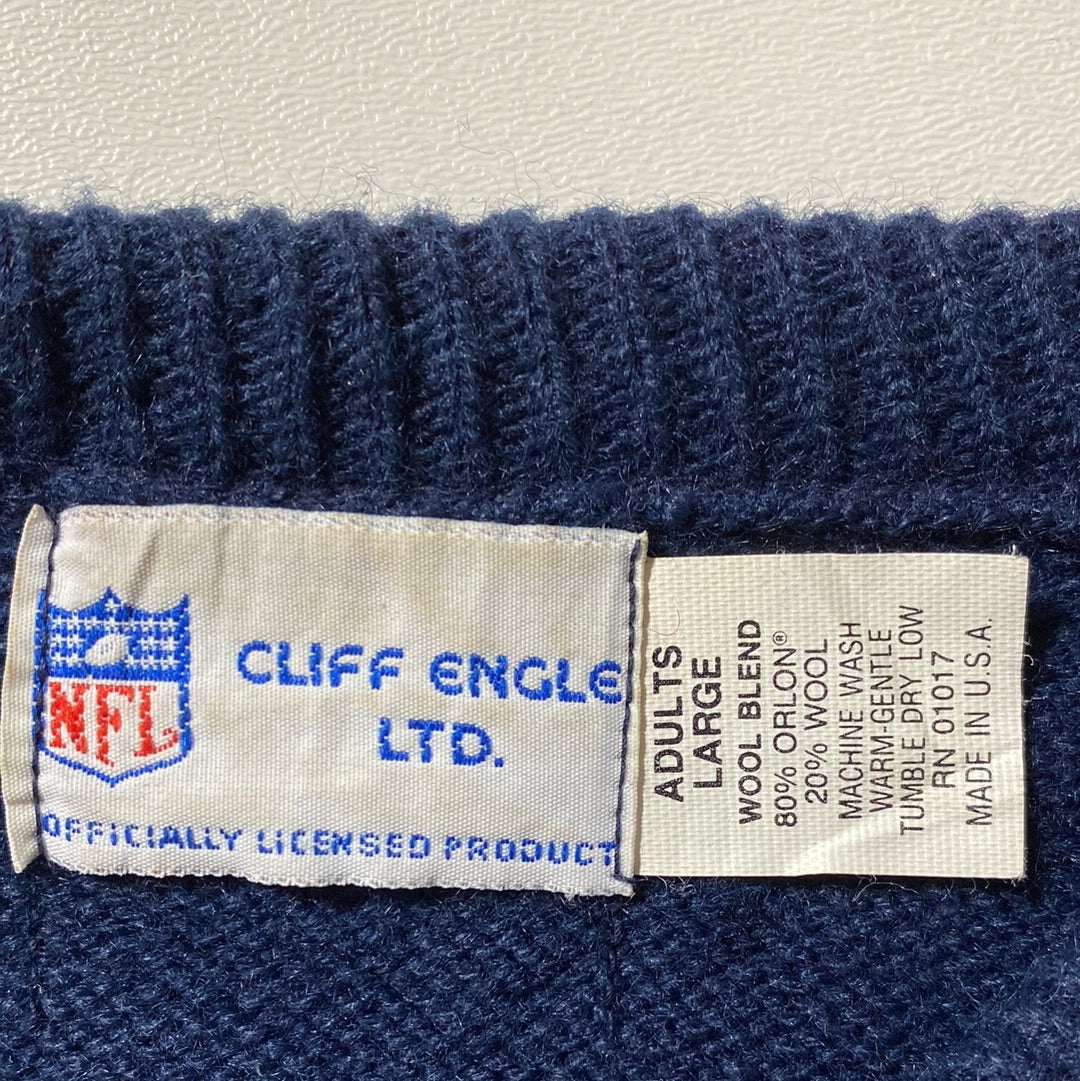 NFL
CLIFF ENGLE
LTD.
OFFICIALLY LICENSED PRODUCT
ADULTS
LARGE
WOOL BLEND
80% ORLON®
20% WOOL
MACHINE WASH
WARM-GENTLE
TUMBLE DRY LOW
RN 01017
MADE IN U.S.A.